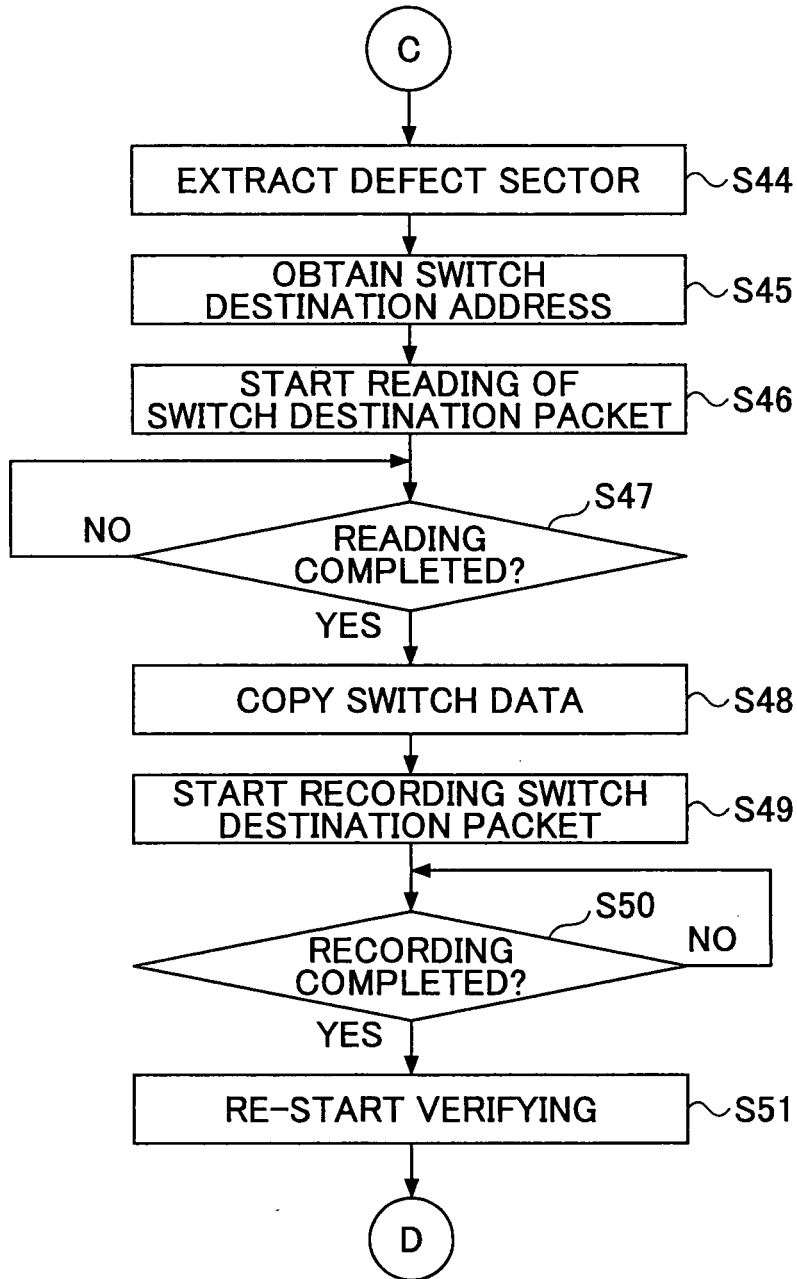 C
EXTRACT DEFECT SECTOR
S44
OBTAIN SWITCH
DESTINATION ADDRESS
S45
START READING OF
SWITCH DESTINATION PACKET
S46
S47
NO
READING
COMPLETED?
YES
COPY SWITCH DATA
S48
START RECORDING SWITCH
DESTINATION PACKET
S49
S50
NO
RECORDING
COMPLETED?
YES
RE-START VERIFYING
S51
D